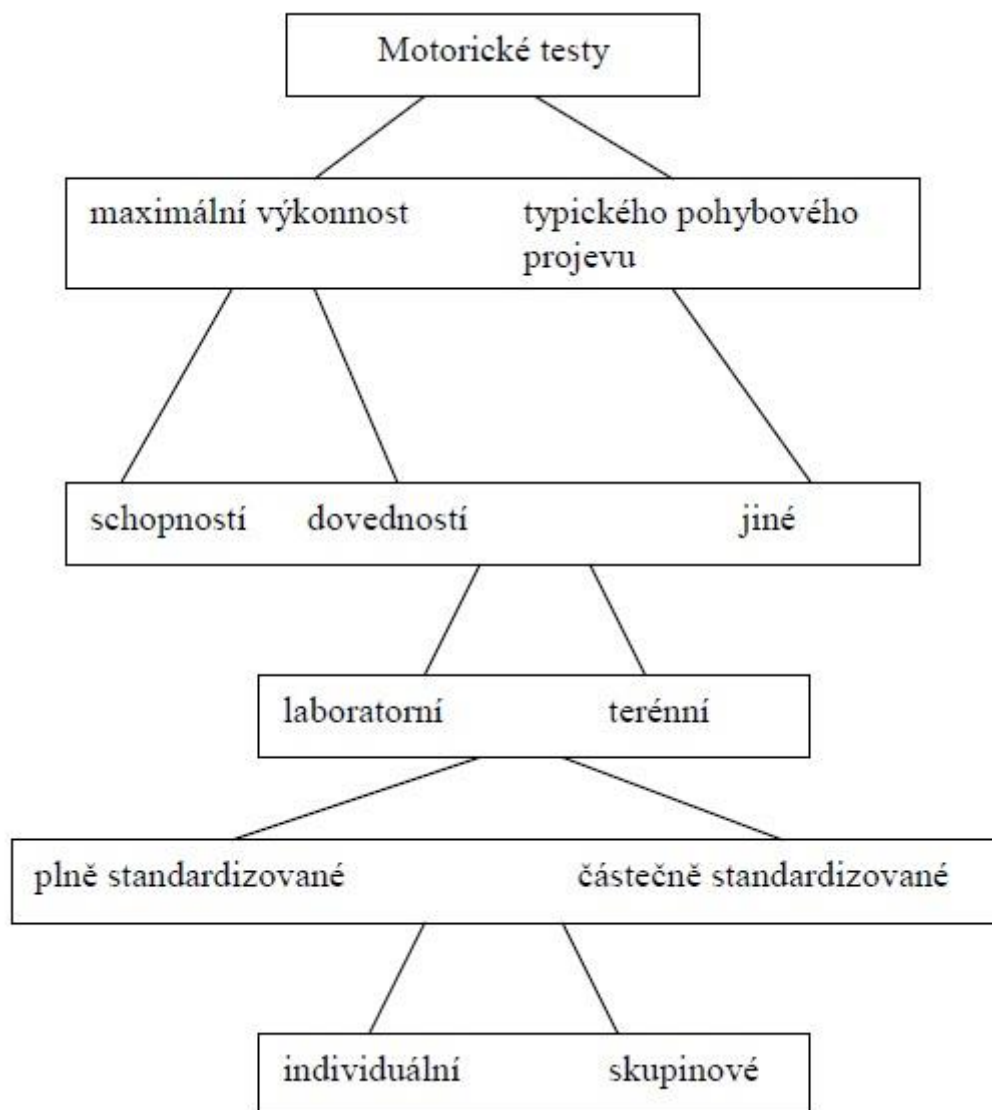 Motorické testy
maximální výkonnost typického pohybového
projevu
schopností dovedností jiné
laboratorní terénní
plně standardizované částečně standardizované
individuální skupinové